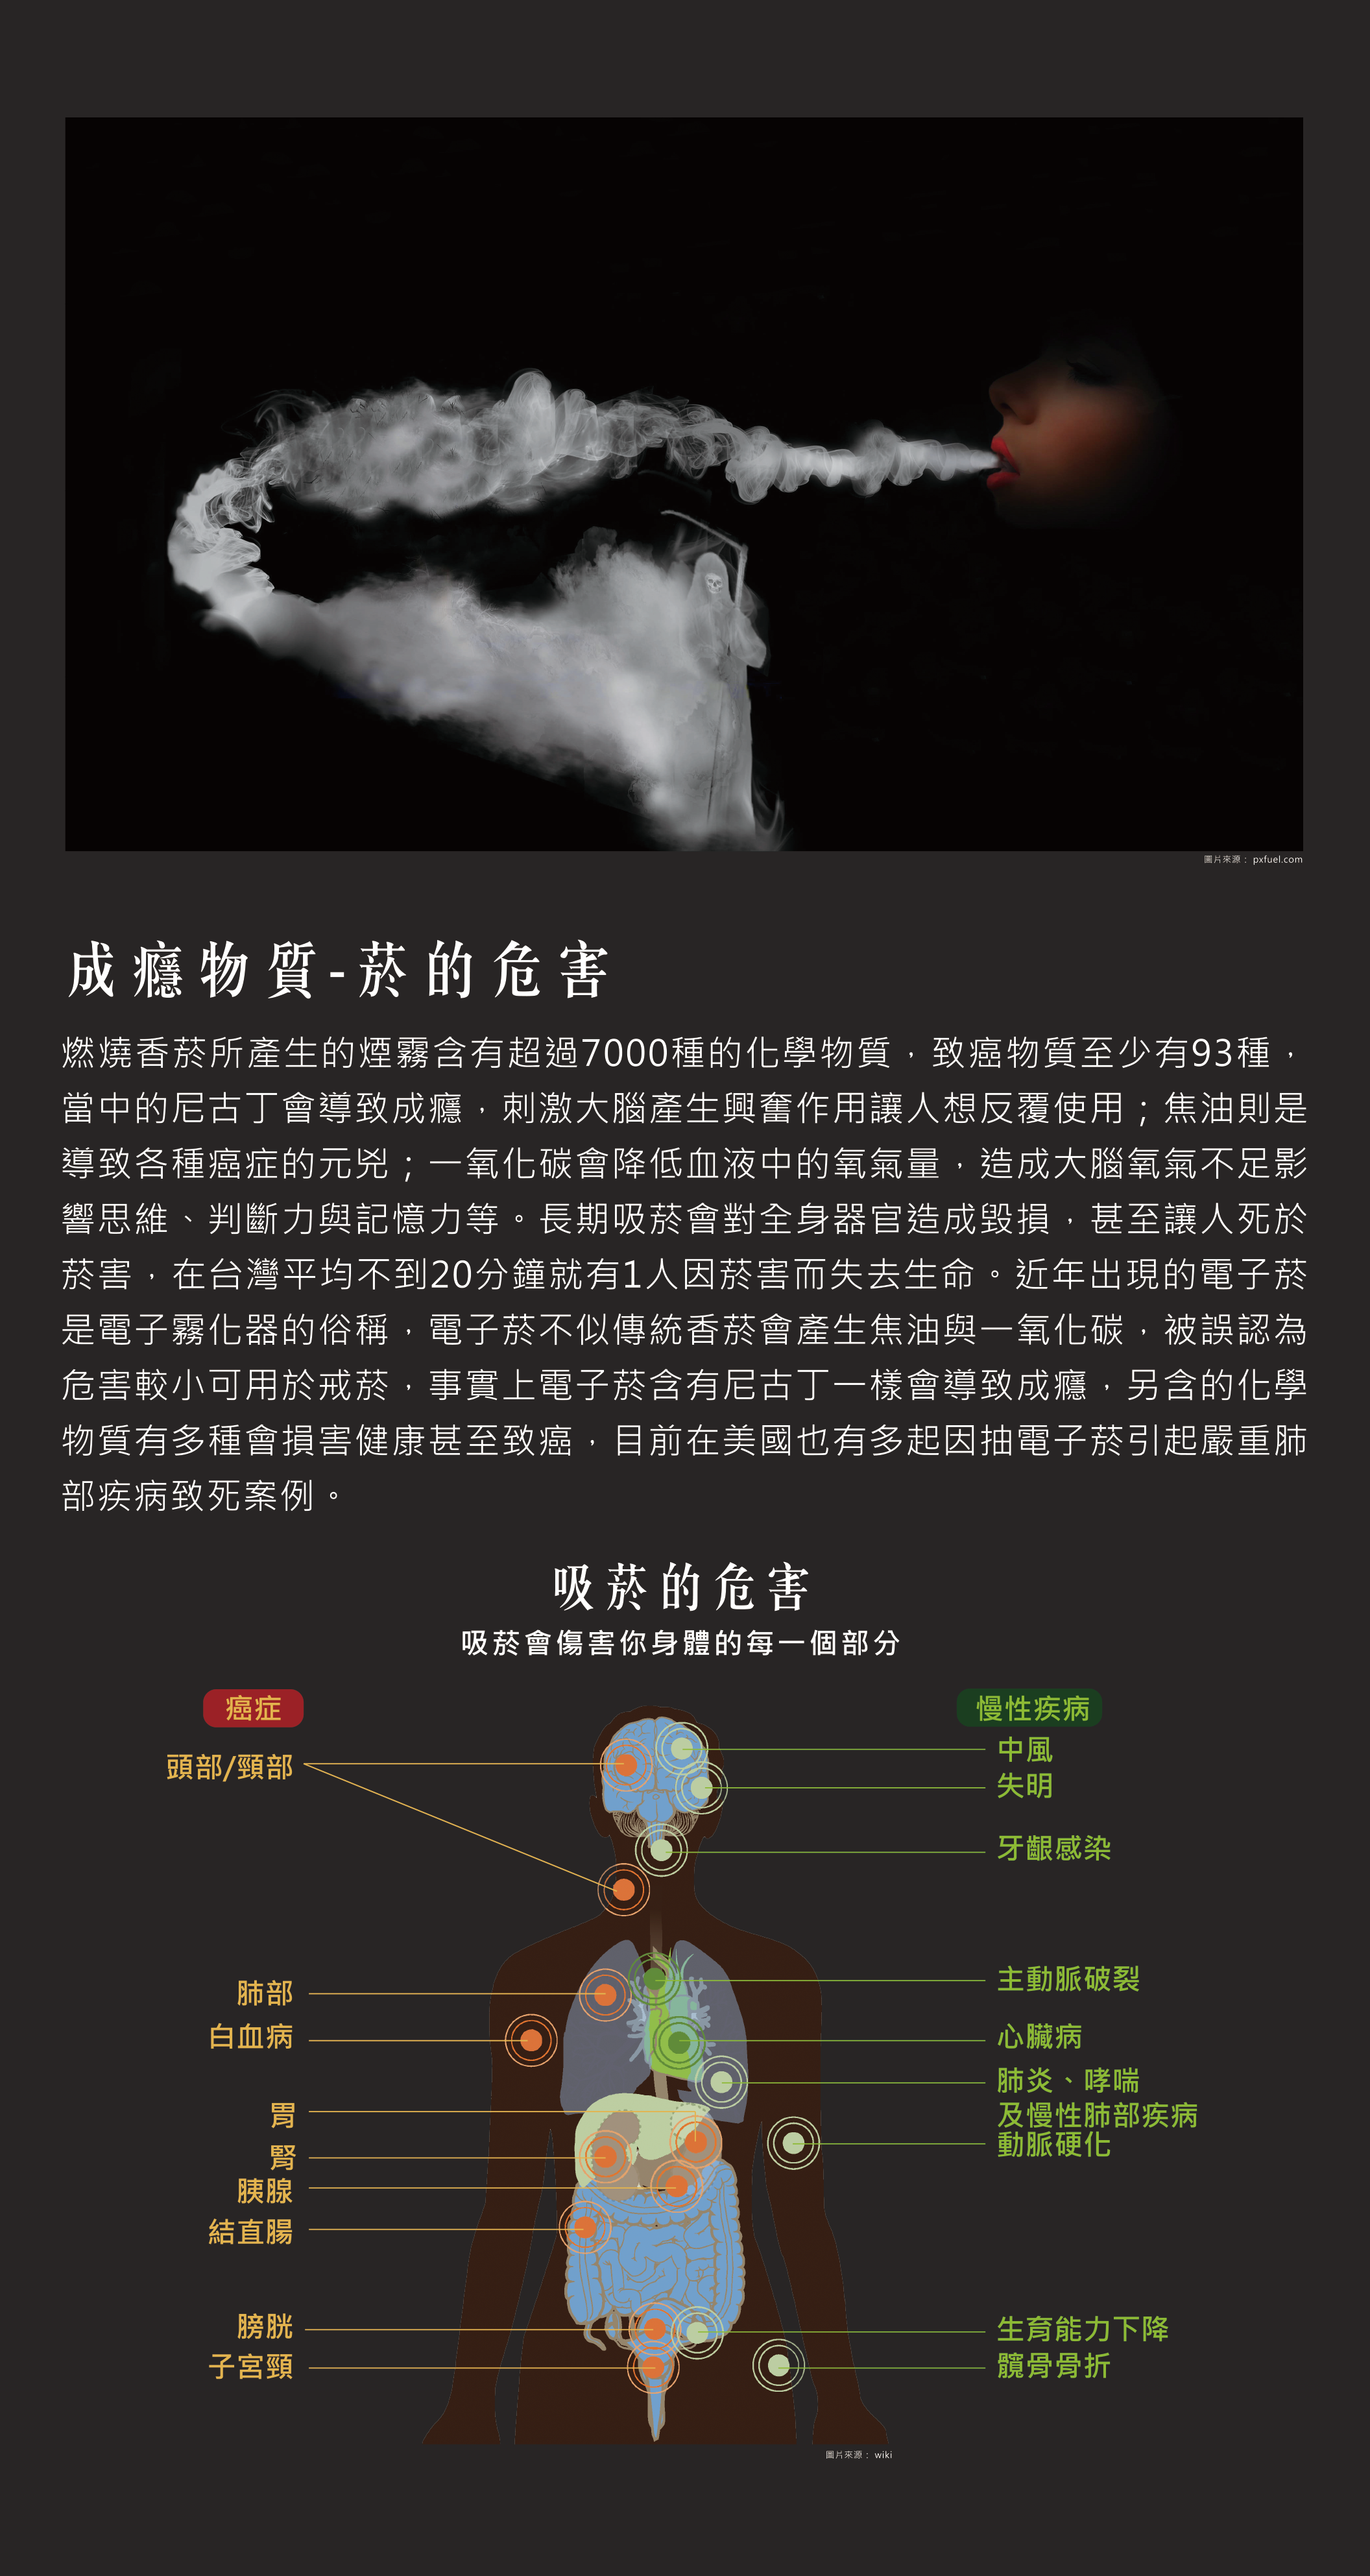 圖片來源： pxfuel.com
成癮物質-菸的危害
燃燒香菸所產生的煙霧含有超過7000種的化學物質，致癌物質至少有93種，
當中的尼古丁會導致成癮，刺激大腦產生興奮作用讓人想反覆使用；焦油則是
導致各種癌症的元兇；一氧化碳會降低血液中的氧氣量，造成大腦氧氣不足影
響思維、判斷力與記憶力等。長期吸菸會對全身器官造成毀損，甚至讓人死於
菸害，在台灣平均不到20分鐘就有1人因菸害而失去生命。近年出現的電子菸
是電子霧化器的俗稱，電子菸不似傳統香菸會產生焦油與一氧化碳，被誤認為
危害較小可用於戒菸，事實上電子菸含有尼古丁一樣會導致成癮，另含的化學
物質有多種會損害健康甚至致癌，目前在美國也有多起因抽電子菸引起嚴重肺
部疾病致死案例。
吸菸的危害
吸菸會傷害你身體的每一個部分
癌症
頭部/頸部
肺部
白血病
胃
腎
胰腺
結直腸
膀胱
子宮頸
慢性疾病
中風
失明
牙齦感染
主動脈破裂
心臟病
肺炎、哮喘
及慢性肺部疾病
動脈硬化
生育能力下降
髖骨骨折
圖片來源： wiki